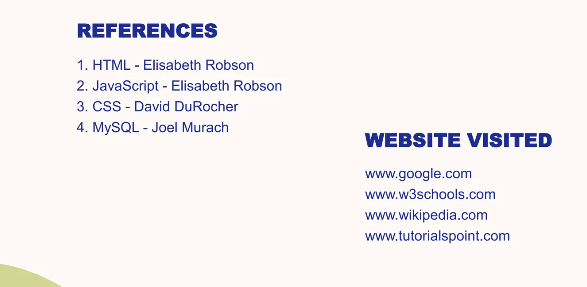 REFERENCES
1. HTML - Elisabeth Robson
2. JavaScript - Elisabeth Robson
3. CSS - David DuRocher
4. MySQL - Joel Murach
WEBSITE VISITED
www.google.com
www.w3schools.com
www.wikipedia.com
www.tutorialspoint.com